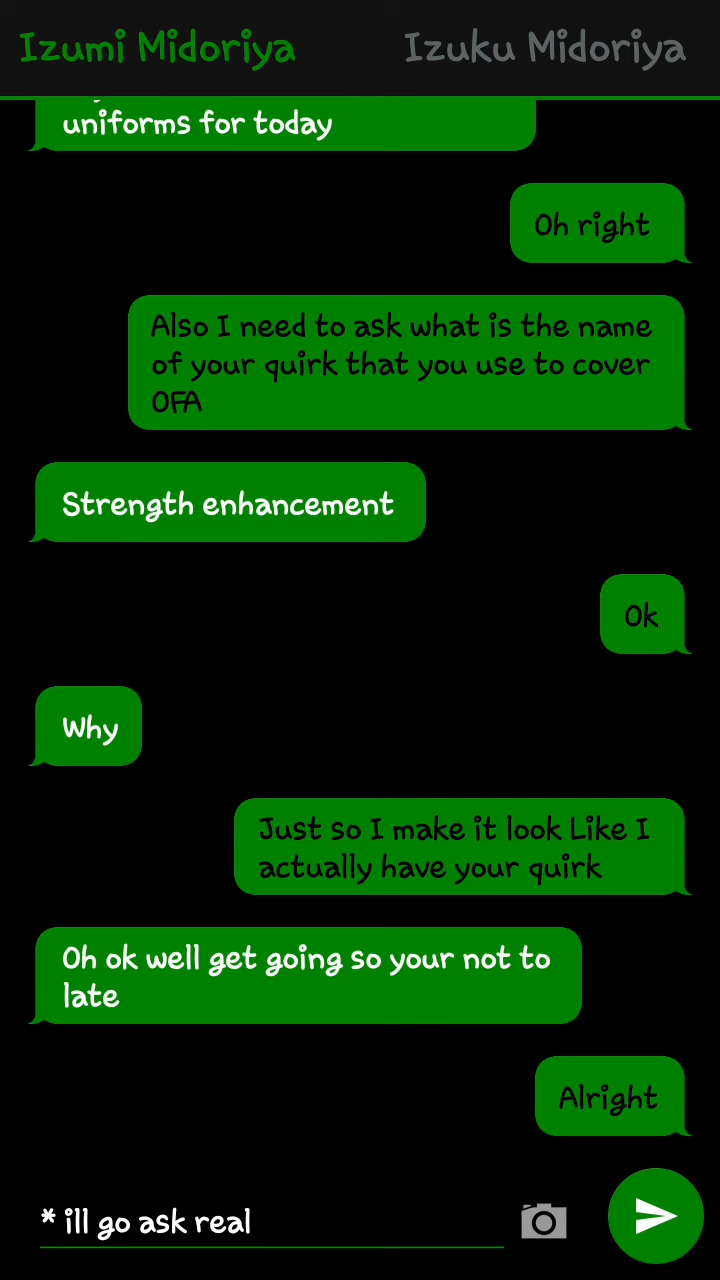 Izumi Midoriya Izuku Midoriya
uniforms for today
Oh right
Also I need to ask what is the name
of your quirk that you use to cover
OFA
Strength enhancement
Ok
Why
Just so I make it look Like I
actually have your quirk
Oh ok well get going so your not to
late
Alright
* ill go ask real